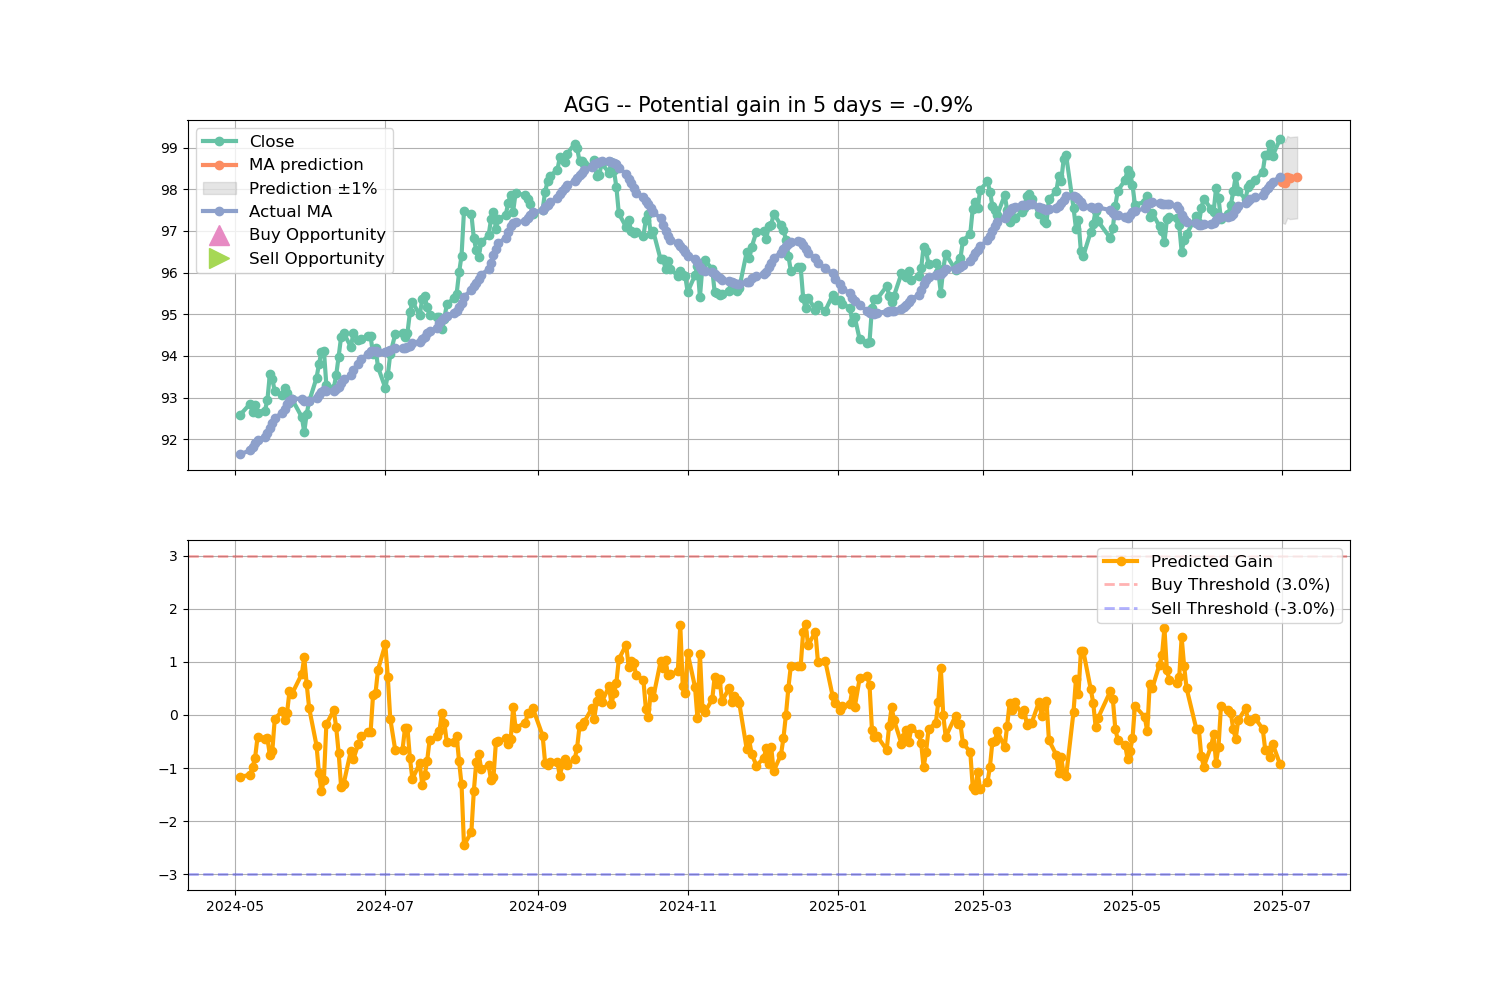 AGG -- Potential gain in 5 days = -0.9%
Close
MA prediction
Prediction ±1%
Actual MA
Buy Opportunity
Sell Opportunity
99
98
97
96
95
94
93
92
Predicted Gain
Buy Threshold (3.0%)
Sell Threshold (-3.0%)
3
2
1
0
−1
−2
−3
2024-05 2024-07 2024-09 2024-11 2025-01 2025-03 2025-05 2025-07